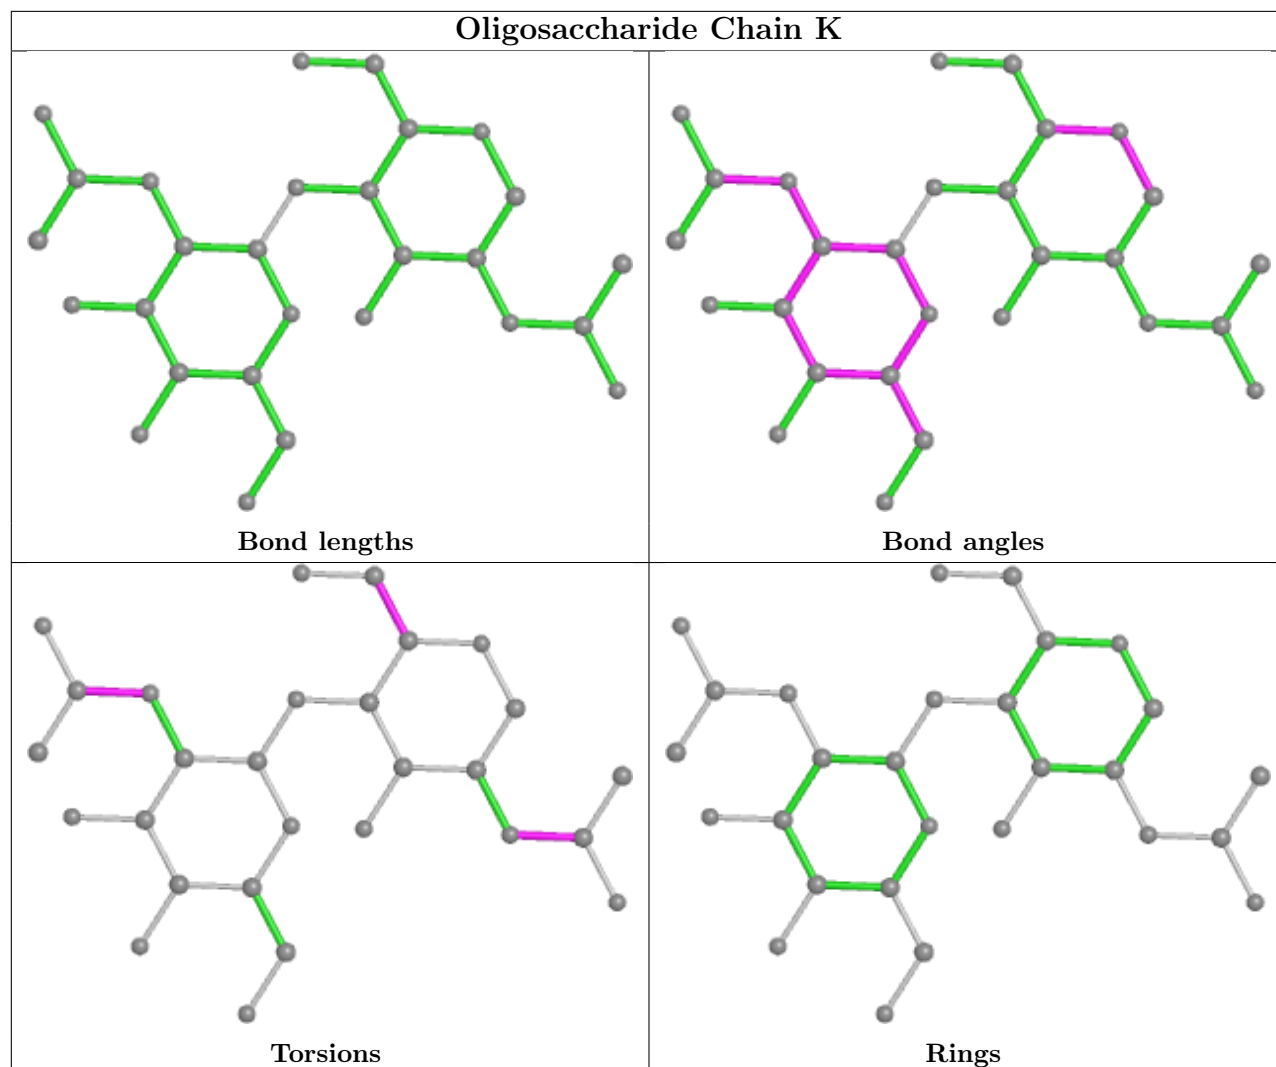 Oligosaccharide Chain K
Bond lengths
Bond angles
Torsions
Rings